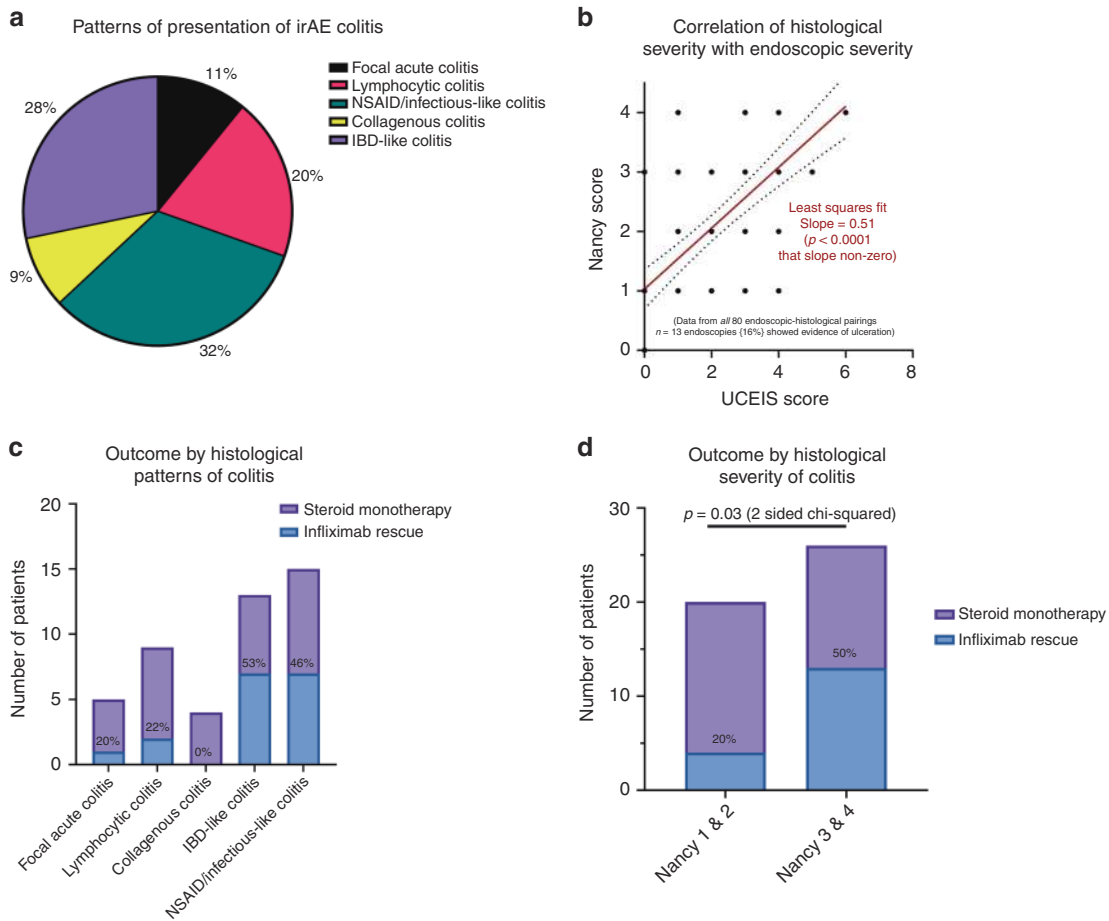 a
Patterns of presentation of irAE colitis
11%
20%
32%
9%
28%
Focal acute colitis
Lymphocytic colitis
NSAID/infectious-like colitis
Collagenous colitis
IBD-like colitis
b
Correlation of histological
severity with endoscopic severity
Nancy score
4
3
2
1
0
Least squares fit
Slope = 0.51
(p < 0.0001
that slope non-zero)
(Data from all 80 endoscopic-histological pairings
n = 13 endoscopies {16%} showed evidence of ulceration)
0 2 4 6 8
UCEIS score
c
Outcome by histological
patterns of colitis
Steroid monotherapy
Infliximab rescue
Number of patients
20
15
10
5
0
20%
22%
0%
53%
46%
Focal acute colitis
Lymphocytic colitis
Collagenous colitis
IBD-like colitis
NSAID/infectious-like colitis
d
Outcome by histological
severity of colitis
p = 0.03 (2 sided chi-squared)
Number of patients
30
20
10
0
20%
50%
Steroid monotherapy
Infliximab rescue
Nancy 1 & 2
Nancy 3 & 4